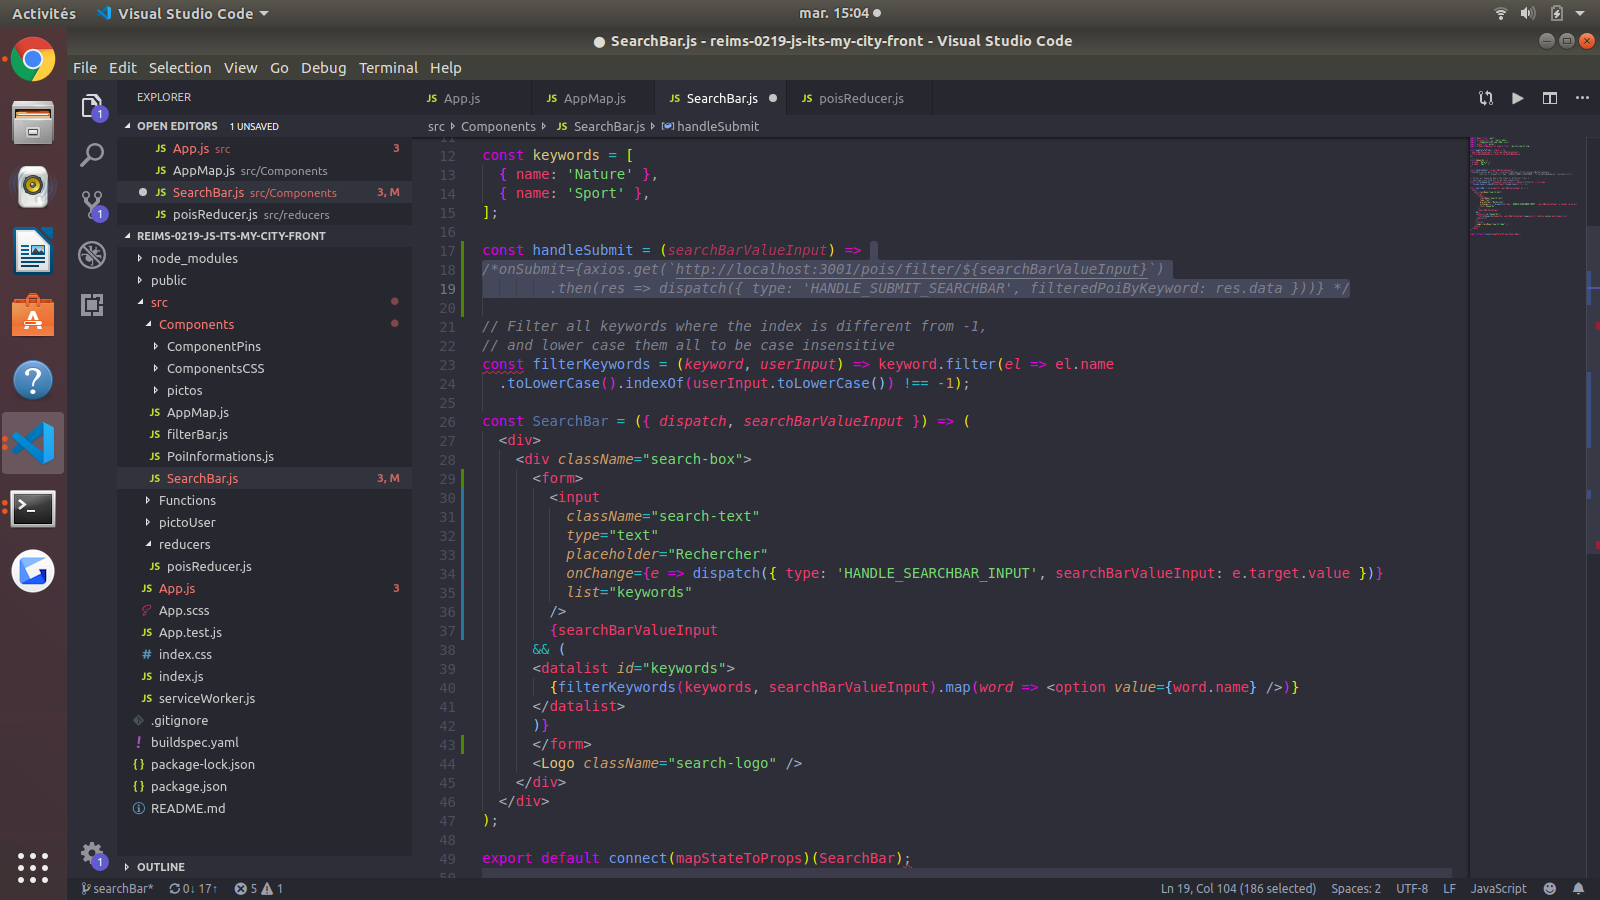 Activités
Visual Studio Code
mar. 15:04
SearchBar.js - reims-0219-js-its-my-city-front - Visual Studio Code
File Edit Selection View Go Debug Terminal Help
EXPLORER
JS App.js
JS AppMap.js
JS SearchBar.js
JS poisReducer.js
OPEN EDITORS 1 UNSAVED
JS App.js src 3
JS AppMap.js src/Components
JS SearchBar.js src/Components 3, M
JS poisReducer.js src/reducers
REIMS-0219-JS-ITS-MY-CITY-FRONT
node_modules
public
src
Components
ComponentPins
ComponentsCSS
pictos
JS AppMap.js
JS filterBar.js
JS PoiInformations.js
JS SearchBar.js 3, M
Functions
pictoUser
reducers
JS poisReducer.js
JS App.js 3
App.scss
JS App.test.js
# index.css
JS index.js
JS serviceWorker.js
.gitignore
! buildspec.yaml
{} package-lock.json
{} package.json
README.md
OUTLINE
1
1
1
src Components JS SearchBar.js handleSubmit
11
12 const keywords = [
13 { name: 'Nature' },
14 { name: 'Sport' },
15 ];
16
17 const handleSubmit = (searchBarValueInput) =>
18 /*onSubmit={axios.get(`http://localhost:3001/pois/filter/${searchBarValueInput}`)
19 .then(res => dispatch({ type: 'HANDLE_SUBMIT_SEARCHBAR', filteredPoiByKeyword: res.data }))} */
20
21 // Filter all keywords where the index is different from -1,
22 // and lower case them all to be case insensitive
23 const filterKeywords = (keyword, userInput) => keyword.filter(el => el.name
24 .toLowerCase().indexOf(userInput.toLowerCase()) !== -1);
25
26 const SearchBar = ({ dispatch, searchBarValueInput }) => (
27 <div>
28 <div className="search-box">
29 <form>
30 <input
31 className="search-text"
32 type="text"
33 placeholder="Rechercher"
34 onChange={e => dispatch({ type: 'HANDLE_SEARCHBAR_INPUT', searchBarValueInput: e.target.value })}
35 list="keywords"
36 />
37 {searchBarValueInput
38 && (
39 <datalist id="keywords">
40 {filterKeywords(keywords, searchBarValueInput).map(word => <option value={word.name} />)}
41 </datalist>
42 )}
43 </form>
44 <Logo className="search-logo" />
45 </div>
46 </div>
47 );
48
49 export default connect(mapStateToProps)(SearchBar);
50
searchBar* 0↓ 17↑ 5 1
Ln 19, Col 104 (186 selected) Spaces: 2 UTF-8 LF JavaScript